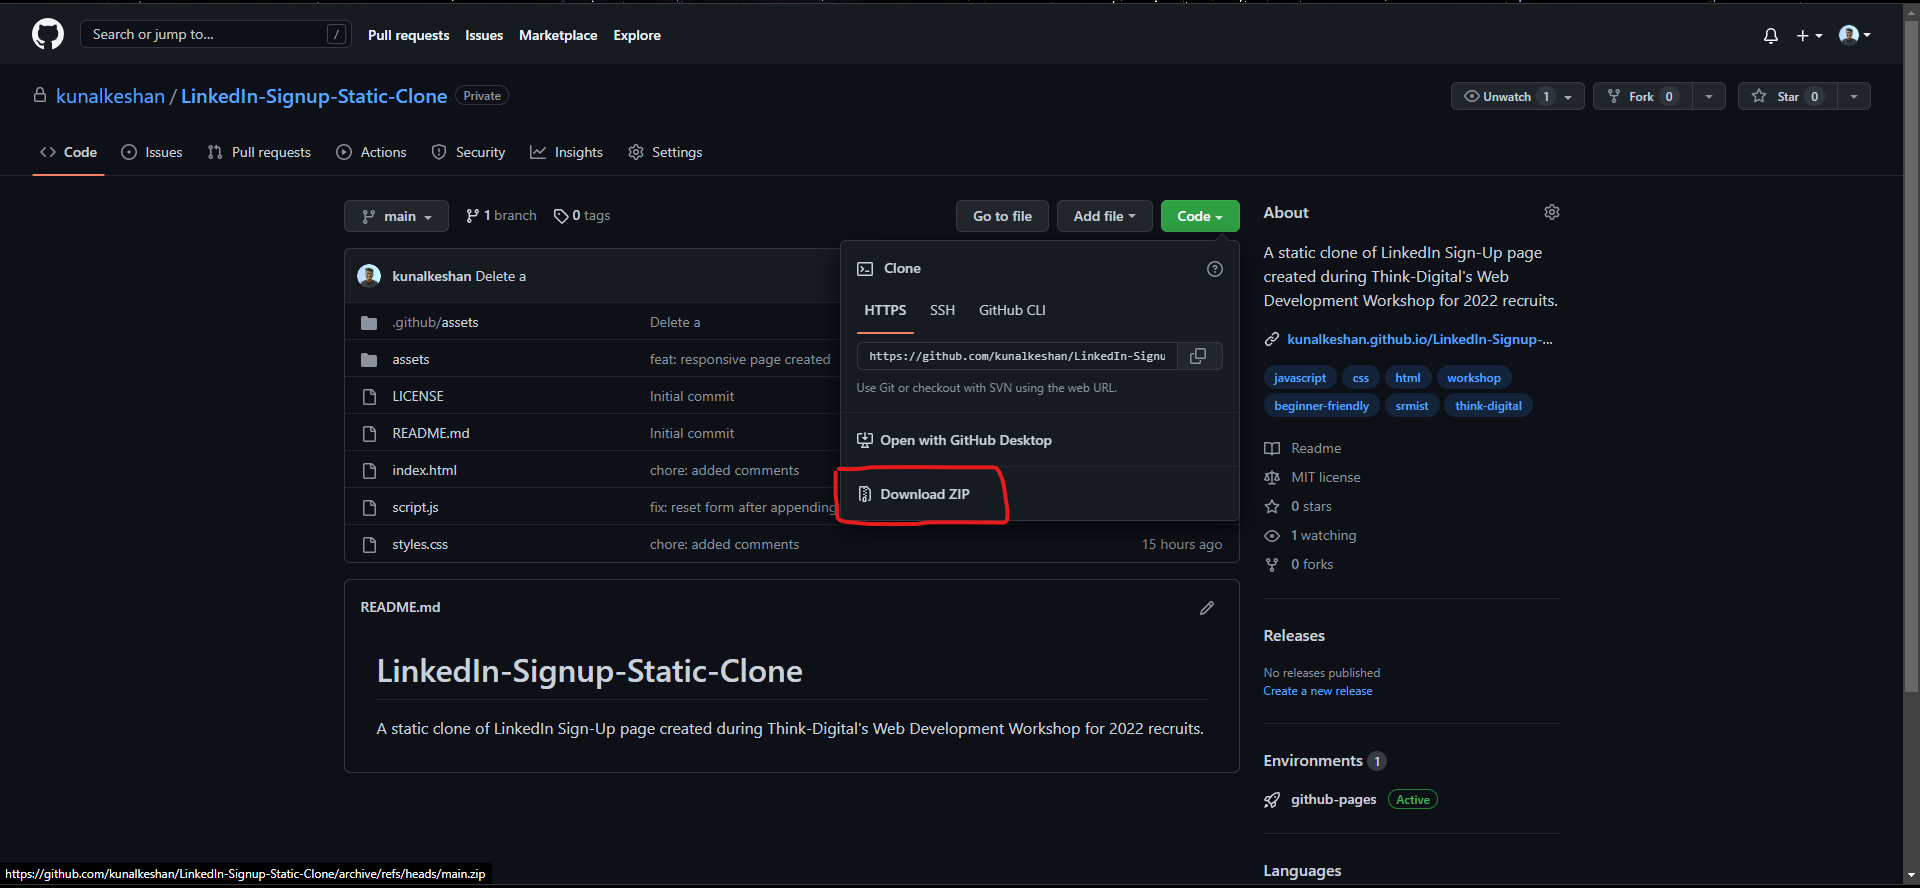 Search or jump to... /
Pull requests Issues Marketplace Explore
kunalkeshan / LinkedIn-Signup-Static-Clone Private
Unwatch 1 Fork 0 Star 0
Code Issues Pull requests Actions Security Insights Settings
main 1 branch 0 tags
Go to file Add file Code
kunalkeshan Delete a
.github/assets Delete a
assets feat: responsive page created
LICENSE Initial commit
README.md Initial commit
index.html chore: added comments
script.js fix: reset form after appending
styles.css chore: added comments 15 hours ago
Clone
HTTPS SSH GitHub CLI
https://github.com/kunalkeshan/LinkedIn-Signu
Use Git or checkout with SVN using the web URL.
Open with GitHub Desktop
Download ZIP
README.md
LinkedIn-Signup-Static-Clone
A static clone of LinkedIn Sign-Up page created during Think-Digital's Web Development Workshop for 2022 recruits.
About
A static clone of LinkedIn Sign-Up page
created during Think-Digital's Web
Development Workshop for 2022 recruits.
kunalkeshan.github.io/LinkedIn-Signup-...
javascript css html workshop
beginner-friendly srmist think-digital
Readme
MIT license
0 stars
1 watching
0 forks
Releases
No releases published
Create a new release
Environments 1
github-pages Active
Languages
https://github.com/kunalkeshan/LinkedIn-Signup-Static-Clone/archive/refs/heads/main.zip